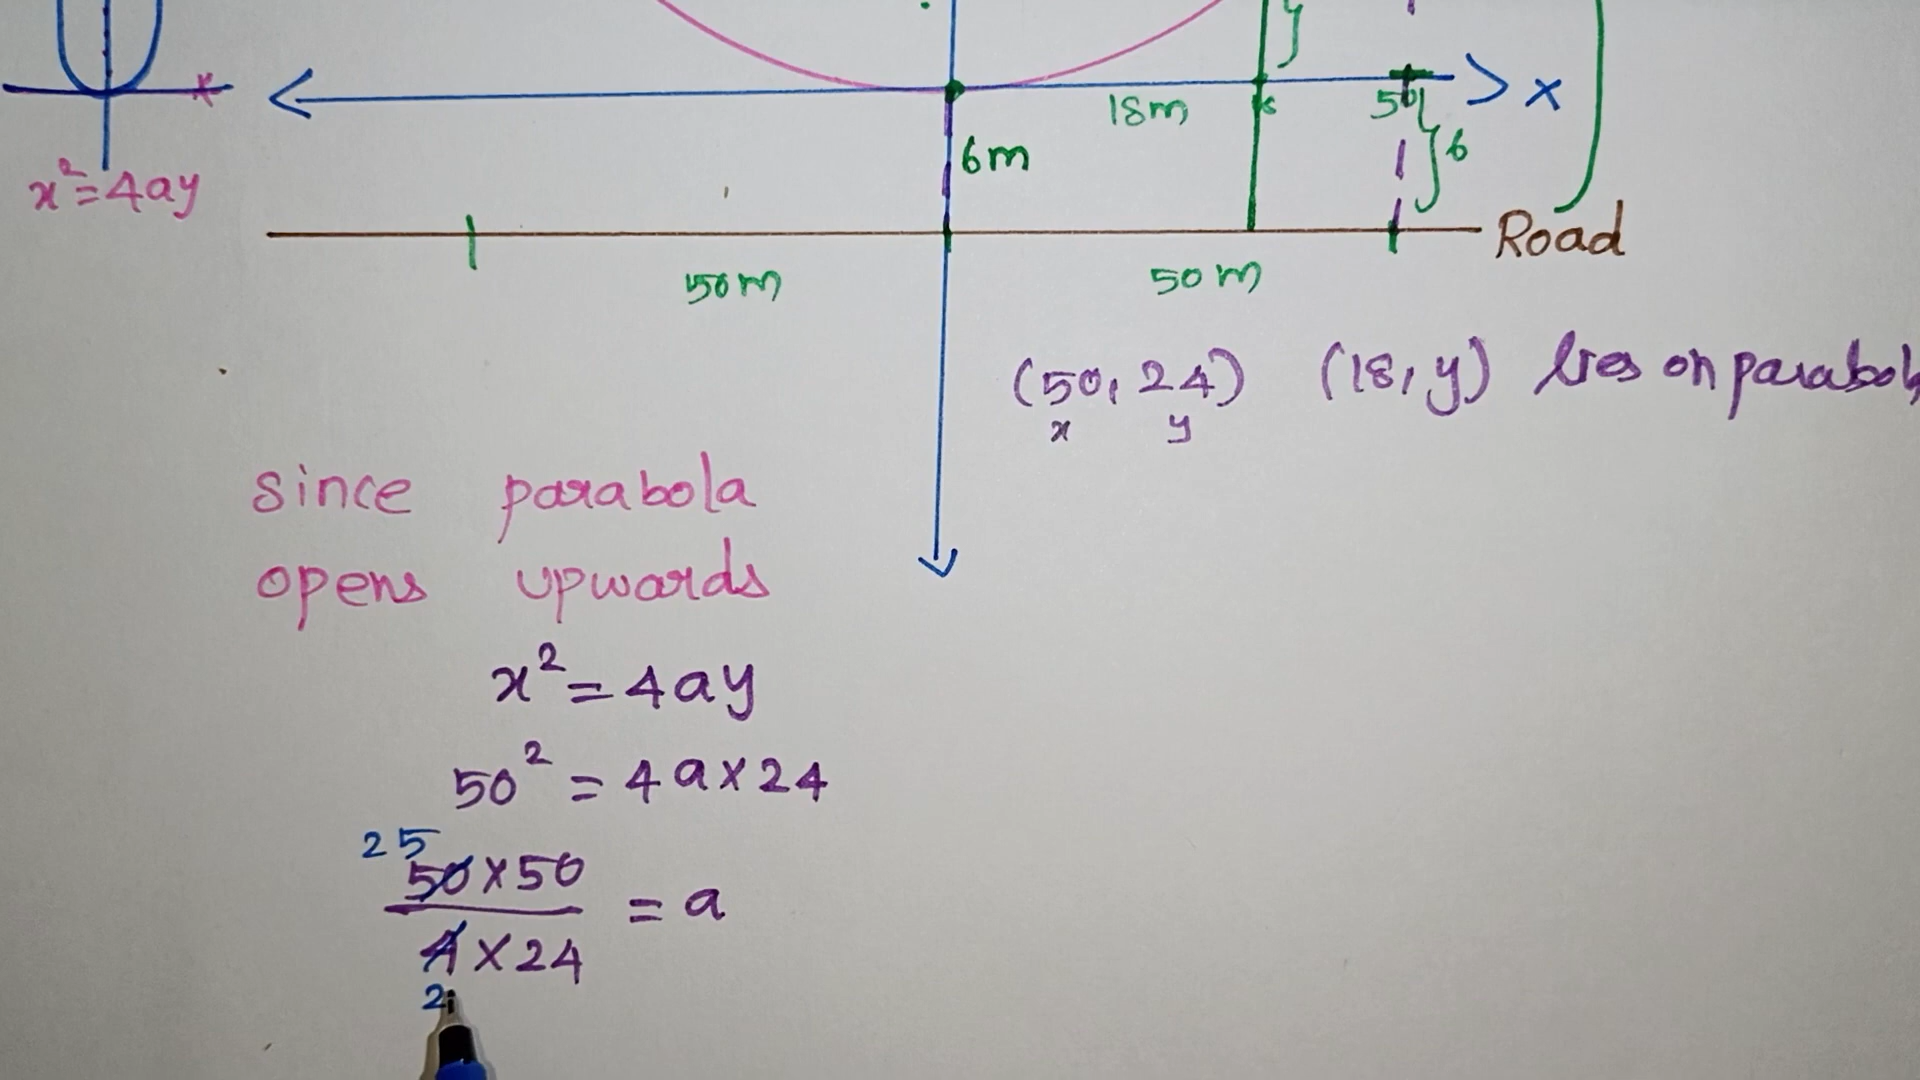 y
18m
50
x
6m
6
x² = 4ay
Road
50m
50m
(50, 24) (18, y) lies on parabola
x y
since parabola
opens upwards
x² = 4ay
50² = 4a×24
25
50×50
= a
4×24
2